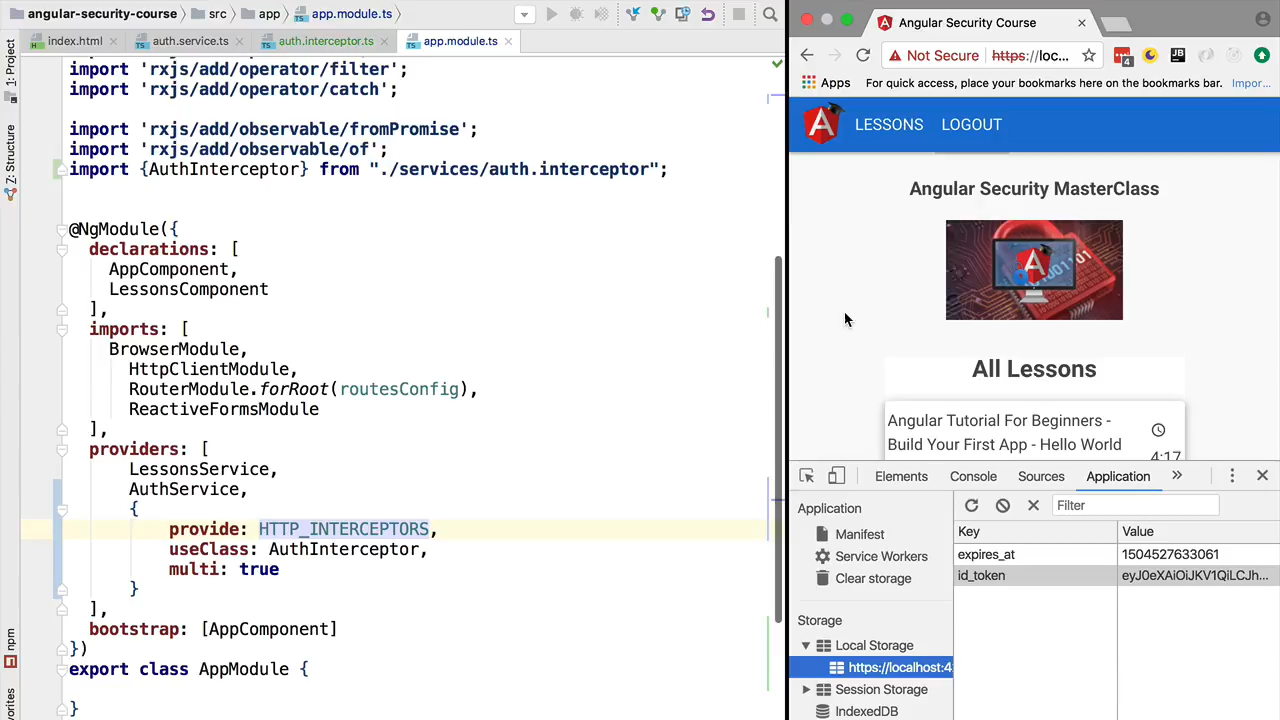 angular-security-course
src
app
app.module.ts
index.html
auth.service.ts
auth.interceptor.ts
app.module.ts
1: Project
Z: Structure
npm
import 'rxjs/add/operator/filter';
import 'rxjs/add/operator/catch';
import 'rxjs/add/observable/fromPromise';
import 'rxjs/add/observable/of';
import {AuthInterceptor} from "./services/auth.interceptor";
@NgModule({
declarations: [
AppComponent,
LessonsComponent
],
imports: [
BrowserModule,
HttpClientModule,
RouterModule.forRoot(routesConfig),
ReactiveFormsModule
],
providers: [
LessonsService,
AuthService,
{
provide: HTTP_INTERCEPTORS,
useClass: AuthInterceptor,
multi: true
}
],
bootstrap: [AppComponent]
})
export class AppModule {
}
Angular Security Course
Not Secure https://loc...
4
JB
Apps For quick access, place your bookmarks here on the bookmarks bar. Impor...
LESSONS LOGOUT
Angular Security MasterClass
All Lessons
Angular Tutorial For Beginners -
Build Your First App - Hello World
4:17
Elements Console Sources Application »
Application
Manifest
Service Workers
Clear storage
Storage
Local Storage
https://localhost:4
Session Storage
IndexedDB
Filter
Key Value
expires_at 1504527633061
id_token eyJ0eXAiOiJKV1QiLCJh...